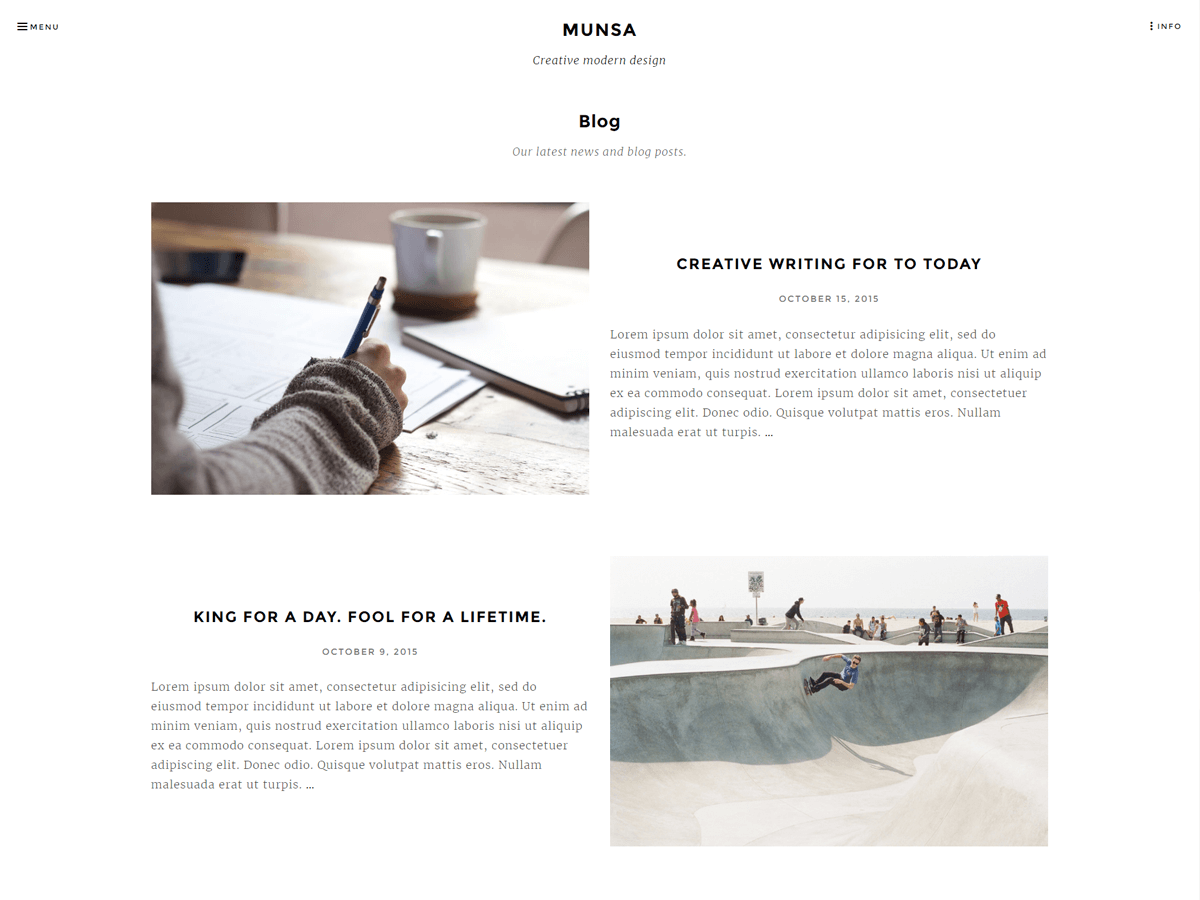 MENU
MUNSA
INFO
Creative modern design
Blog
Our latest news and blog posts.
CREATIVE WRITING FOR TO TODAY
OCTOBER 15, 2015
Lorem ipsum dolor sit amet, consectetur adipisicing elit, sed do
eiusmod tempor incididunt ut labore et dolore magna aliqua. Ut enim ad
minim veniam, quis nostrud exercitation ullamco laboris nisi ut aliquip
ex ea commodo consequat. Lorem ipsum dolor sit amet, consectetuer
adipiscing elit. Donec odio. Quisque volutpat mattis eros. Nullam
malesuada erat ut turpis. ...
KING FOR A DAY. FOOL FOR A LIFETIME.
OCTOBER 9, 2015
Lorem ipsum dolor sit amet, consectetur adipisicing elit, sed do
eiusmod tempor incididunt ut labore et dolore magna aliqua. Ut enim ad
minim veniam, quis nostrud exercitation ullamco laboris nisi ut aliquip
ex ea commodo consequat. Lorem ipsum dolor sit amet, consectetuer
adipiscing elit. Donec odio. Quisque volutpat mattis eros. Nullam
malesuada erat ut turpis. ...